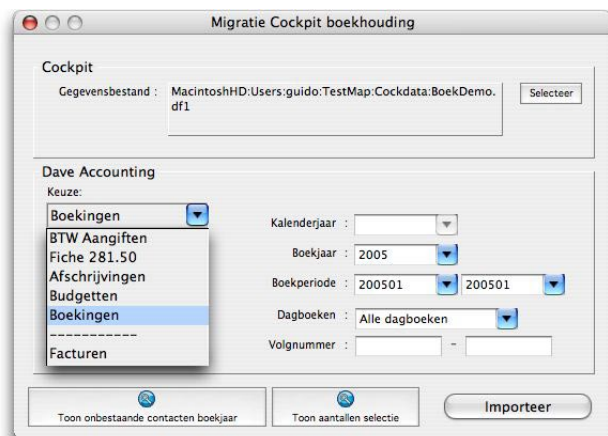 Migratie Cockpit boekhouding
Cockpit
Gegevensbestand : MacintoshHD:Users:guido:TestMap:Cockdata:BoekDemo.
df1
Selecteer
Dave Accounting
Keuze:
Boekingen
BTW Aangiften
Fiche 281.50
Afschrijvingen
Budgetten
Boekingen
-----------
Facturen
Kalenderjaar :
Boekjaar : 2005
Boekperiode : 200501 200501
Dagboeken : Alle dagboeken
Volgnummer : -
Toon onbestaande contacten boekjaar
Toon aantallen selectie
Importeer